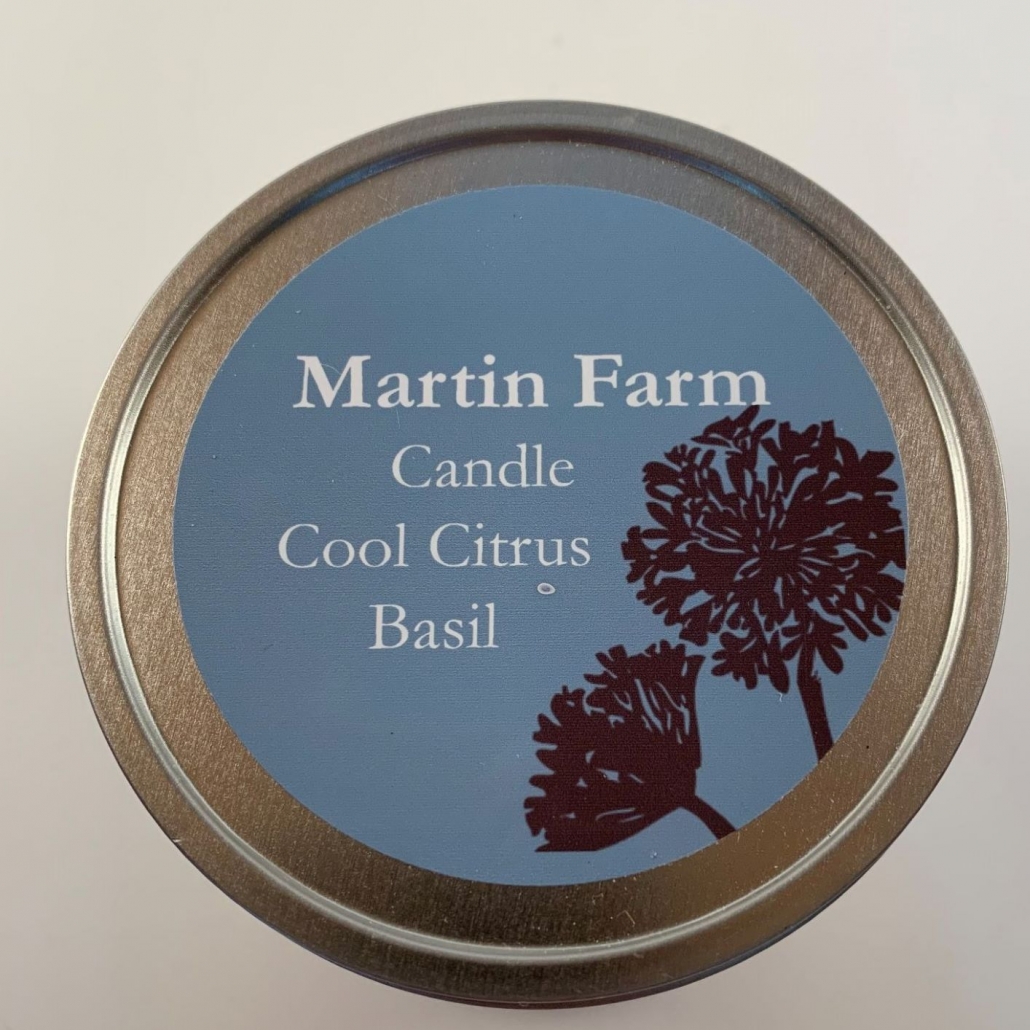 Martin Farm
Candle
Cool Citrus
Basil